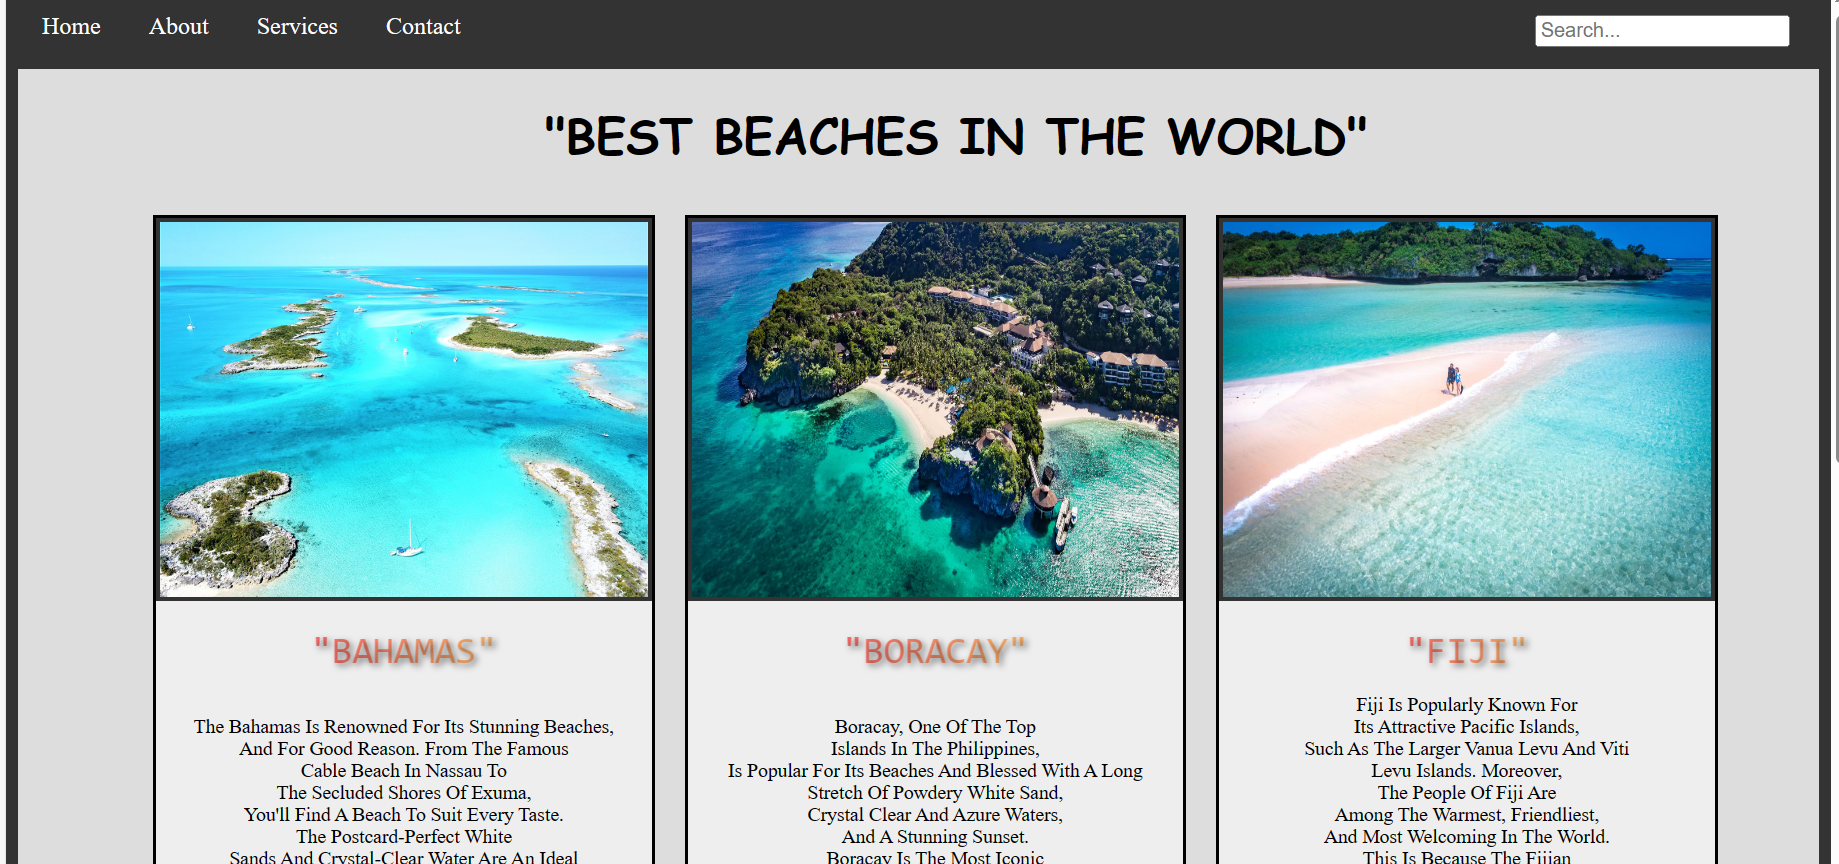 Home About Services Contact Search...
"BEST BEACHES IN THE WORLD"
"BAHAMAS"
The Bahamas Is Renowned For Its Stunning Beaches,
And For Good Reason. From The Famous
Cable Beach In Nassau To
The Secluded Shores Of Exuma,
You'll Find A Beach To Suit Every Taste.
The Postcard-Perfect White
Sands And Crystal-Clear Water Are An Ideal
"BORACAY"
Boracay, One Of The Top
Islands In The Philippines,
Is Popular For Its Beaches And Blessed With A Long
Stretch Of Powdery White Sand,
Crystal Clear And Azure Waters,
And A Stunning Sunset.
Boracay Is The Most Iconic
"FIJI"
Fiji Is Popularly Known For
Its Attractive Pacific Islands,
Such As The Larger Vanua Levu And Viti
Levu Islands. Moreover,
The People Of Fiji Are
Among The Warmest, Friendliest,
And Most Welcoming In The World.
This Is Because The Fijian